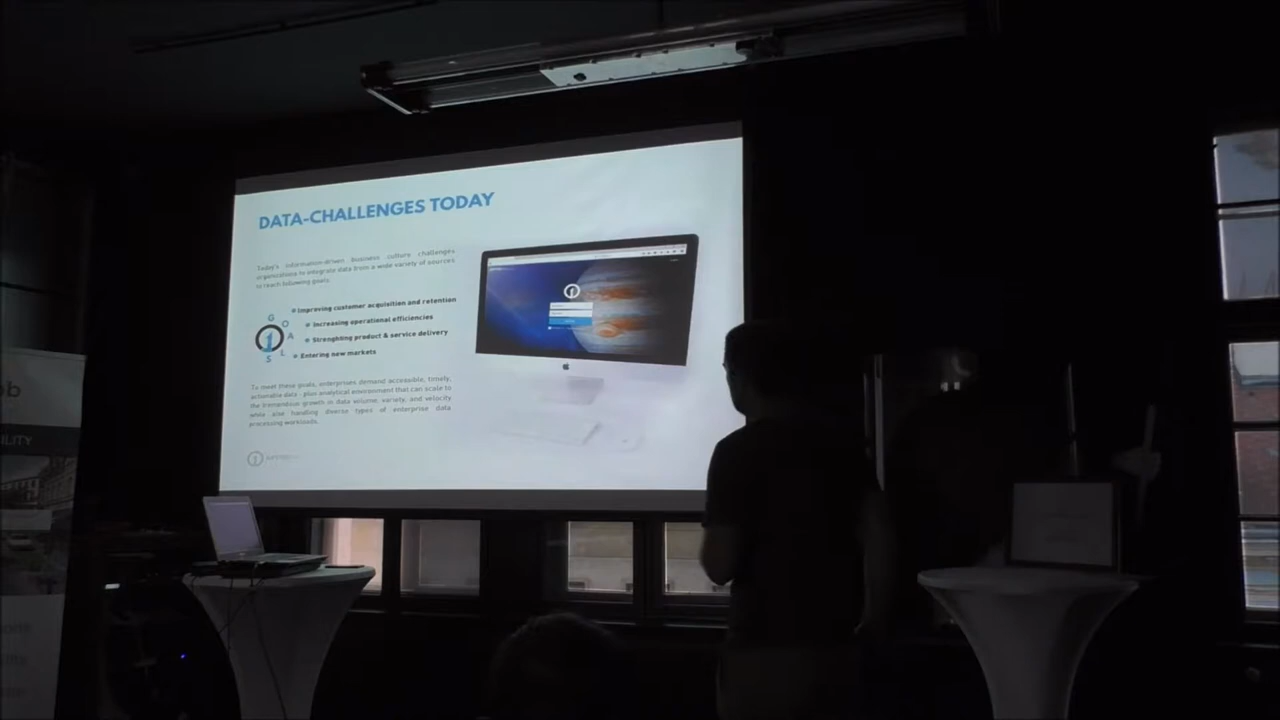 DATA-CHALLENGES TODAY
Today's information-driven business culture challenges
organizations to integrate data from a wide variety of sources
to reach following goals:
GOALS
Improving customer acquisition and retention
Increasing operational efficiencies
Strenghting product & service delivery
Entering new markets
To meet these goals, enterprises demand accessible, timely,
actionable data - plus analytical environment that can scale to
the tremendous growth in data volume, variety, and velocity
while also handling diverse types of enterprise data
processing workloads.
ob
ILITY